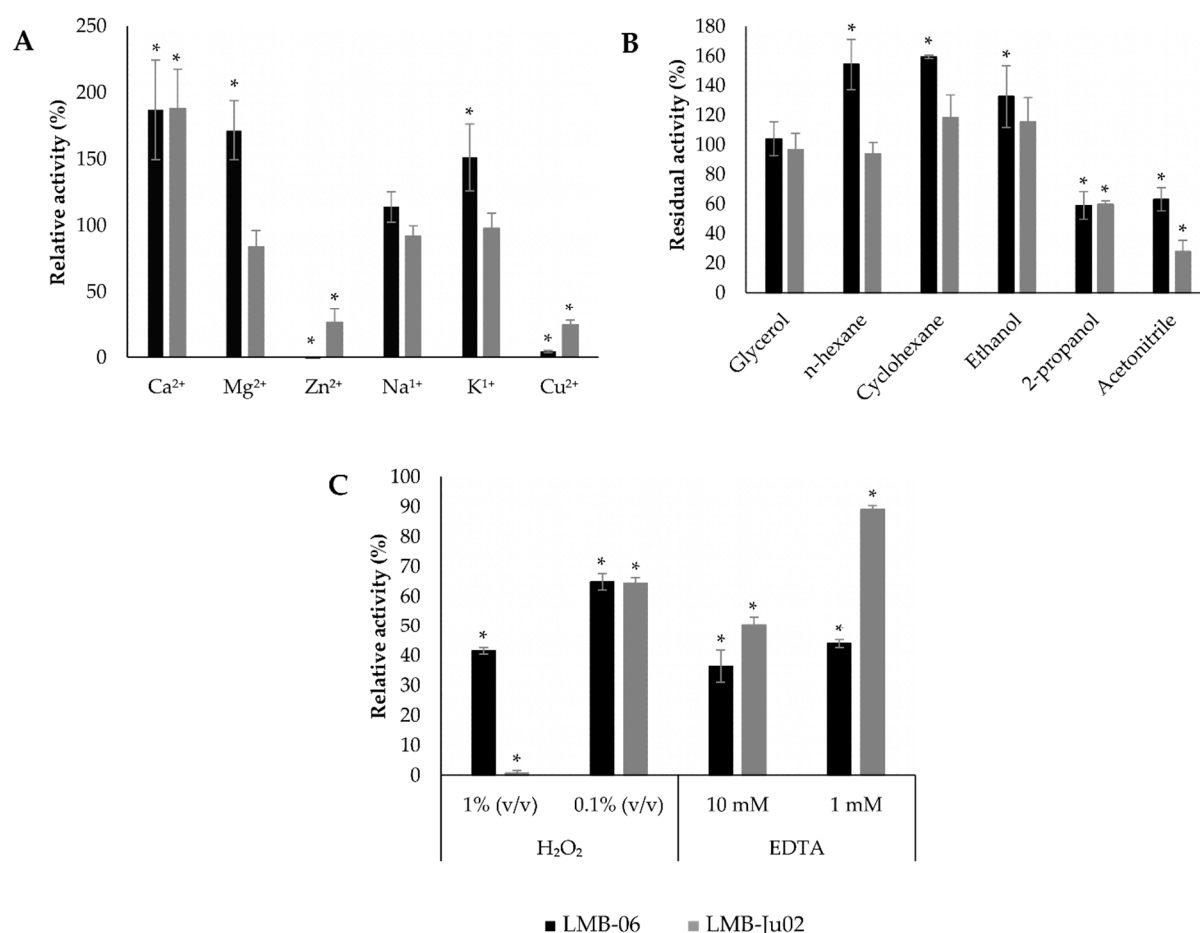 A
Relative activity (%)
250
200
150
100
50
0
* * * * * * * *
Ca²⁺ Mg²⁺ Zn²⁺ Na¹⁺ K¹⁺ Cu²⁺
B
Residual activity (%)
180
160
140
120
100
80
60
40
20
0
* * * * * * *
Glycerol
n-hexane
Cyclohexane
Ethanol
2-propanol
Acetonitrile
C
Relative activity (%)
100
90
80
70
60
50
40
30
20
10
0
* * * * * * * *
1% (v/v) 0.1% (v/v) 10 mM 1 mM
H₂O₂ EDTA
LMB-06 LMB-Ju02